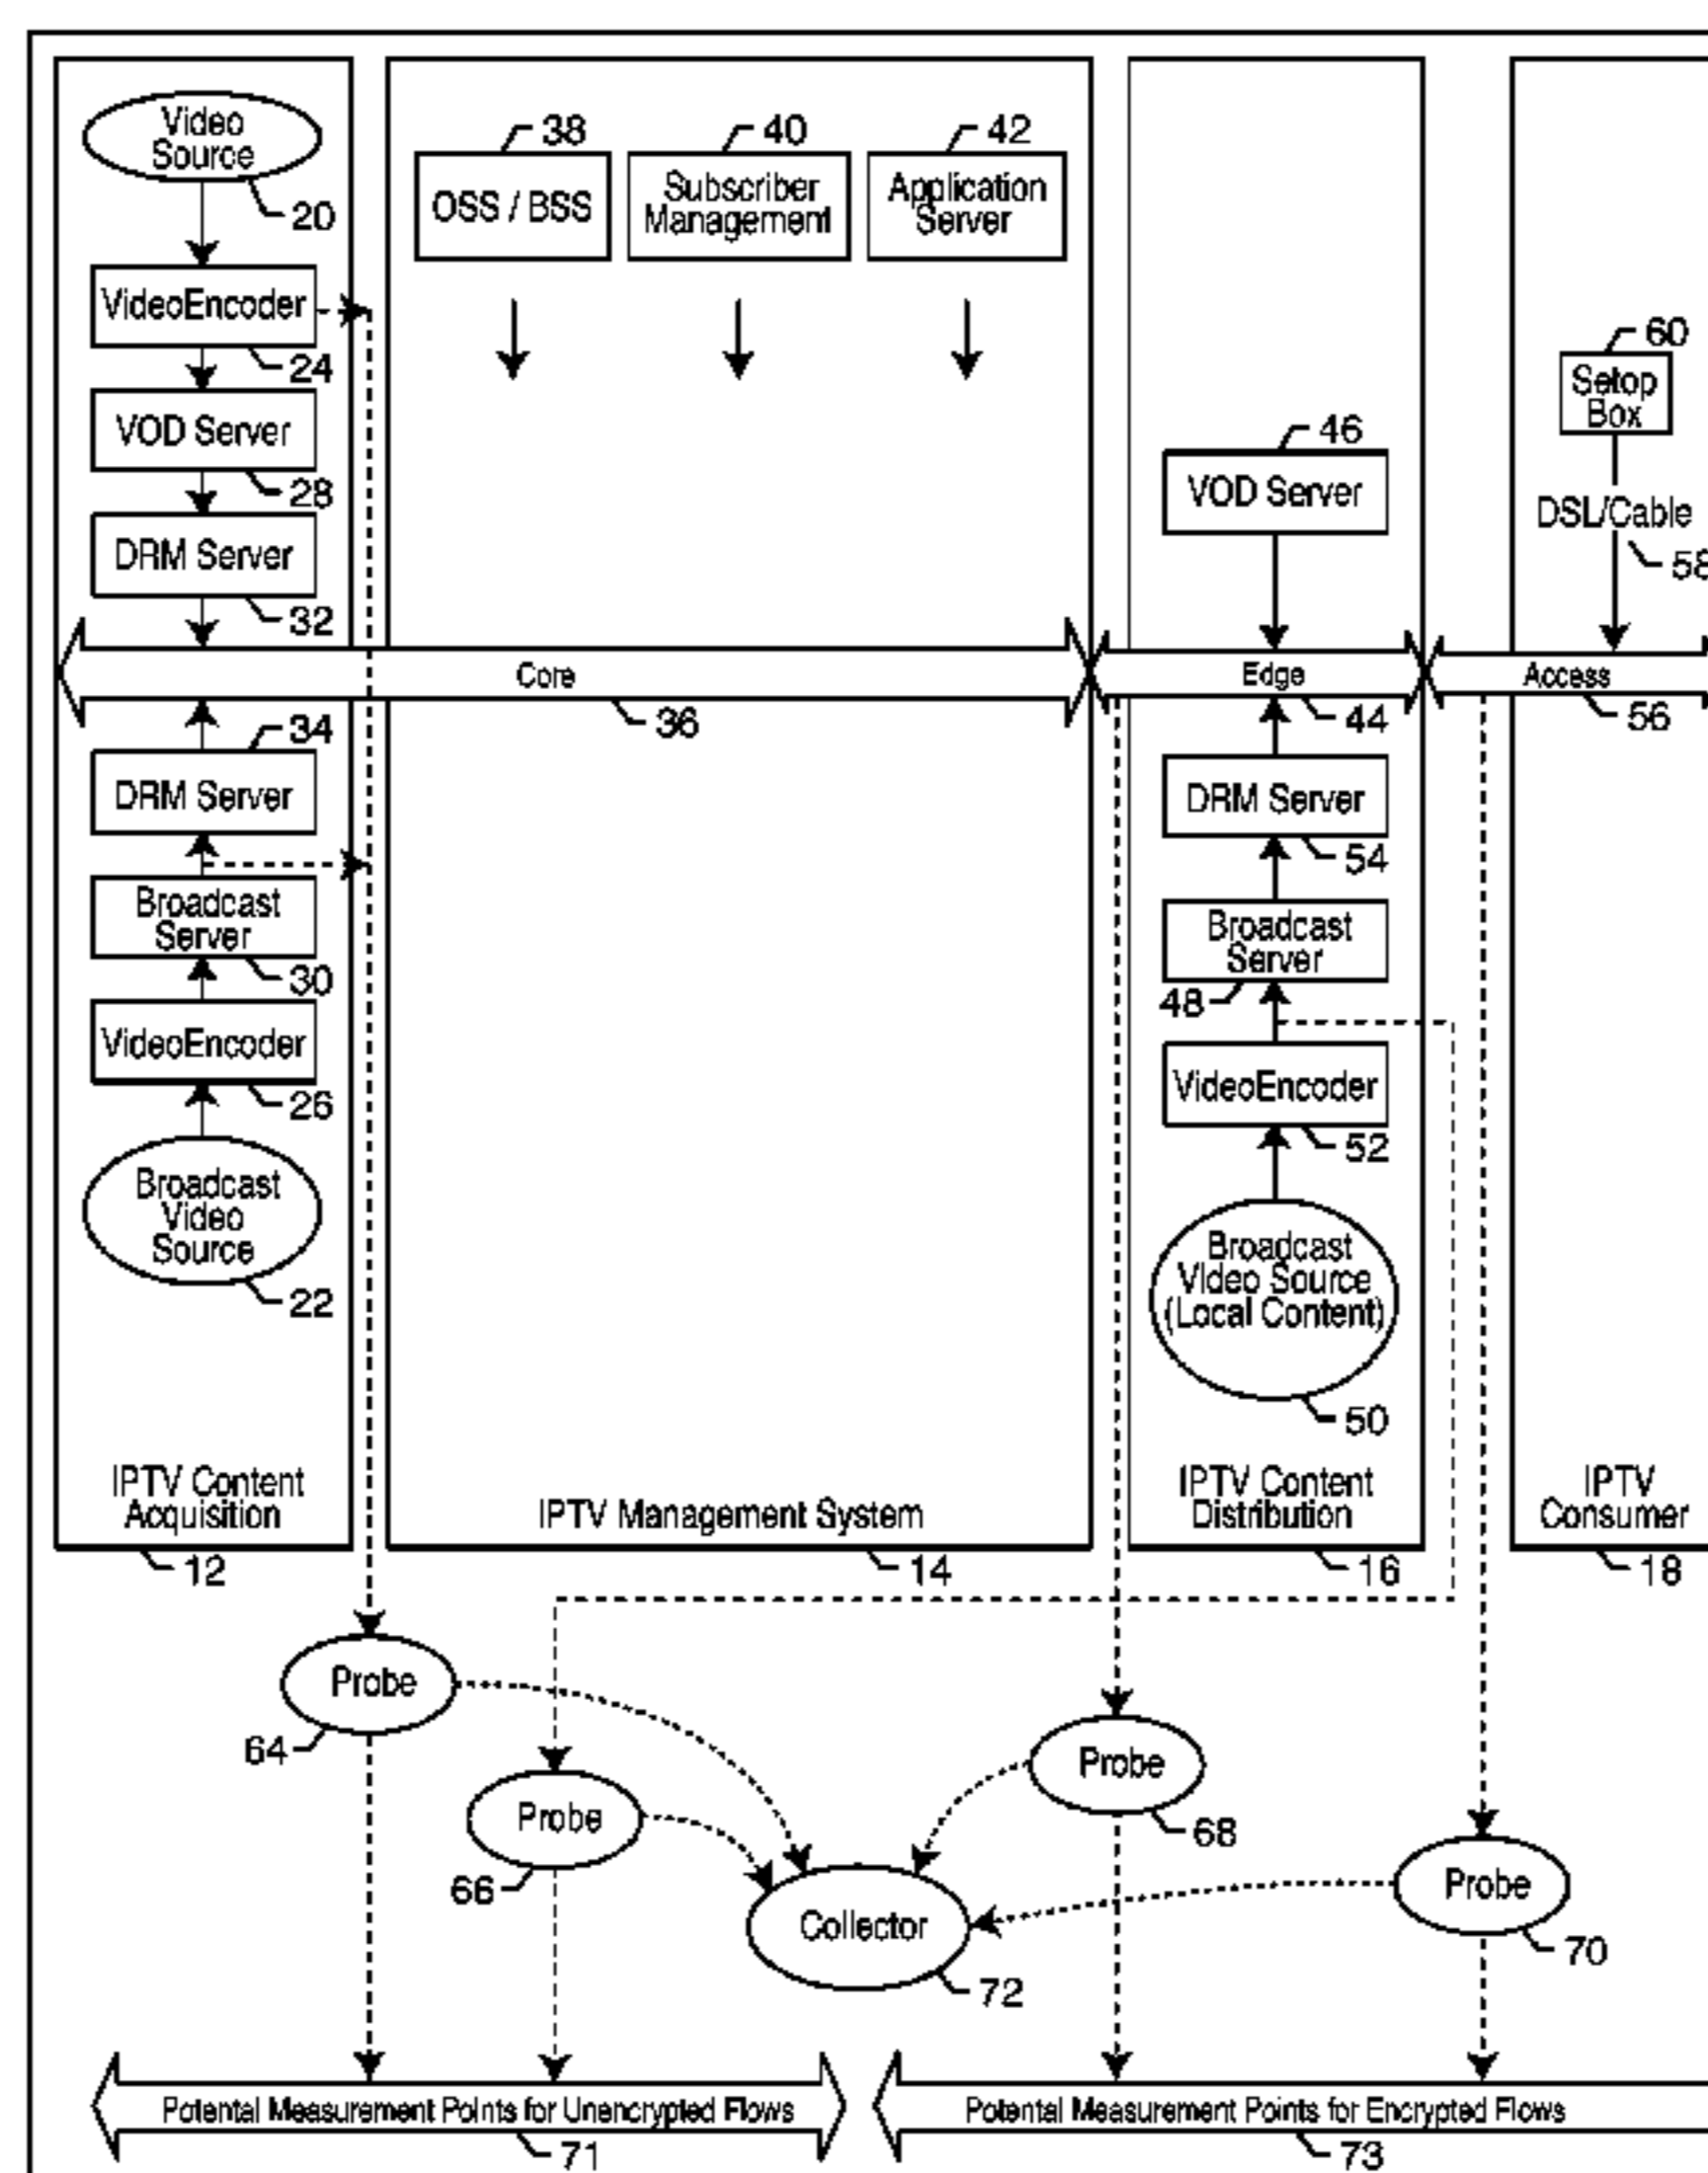 Video
Source
20
VideoEncoder
24
VOD Server
28
DRM Server
32
38
OSS / BSS
40
Subscriber
Management
42
Application
Server
46
VOD Server
60
Setop
Box
DSL/Cable
58
Core
36
Edge
44
Access
56
34
DRM Server
Broadcast
Server
30
VideoEncoder
26
Broadcast
Video
Source
22
DRM Server
54
Broadcast
Server
48
VideoEncoder
52
Broadcast
Video Source
(Local Content)
50
IPTV Content
Acquisition
12
IPTV Management System
14
IPTV Content
Distribution
16
IPTV
Consumer
18
Probe
64
Probe
66
Probe
68
Probe
70
Collector
72
Potental Measurement Points for Unencrypted Flows
71
Potental Measurement Points for Encrypted Flows
73